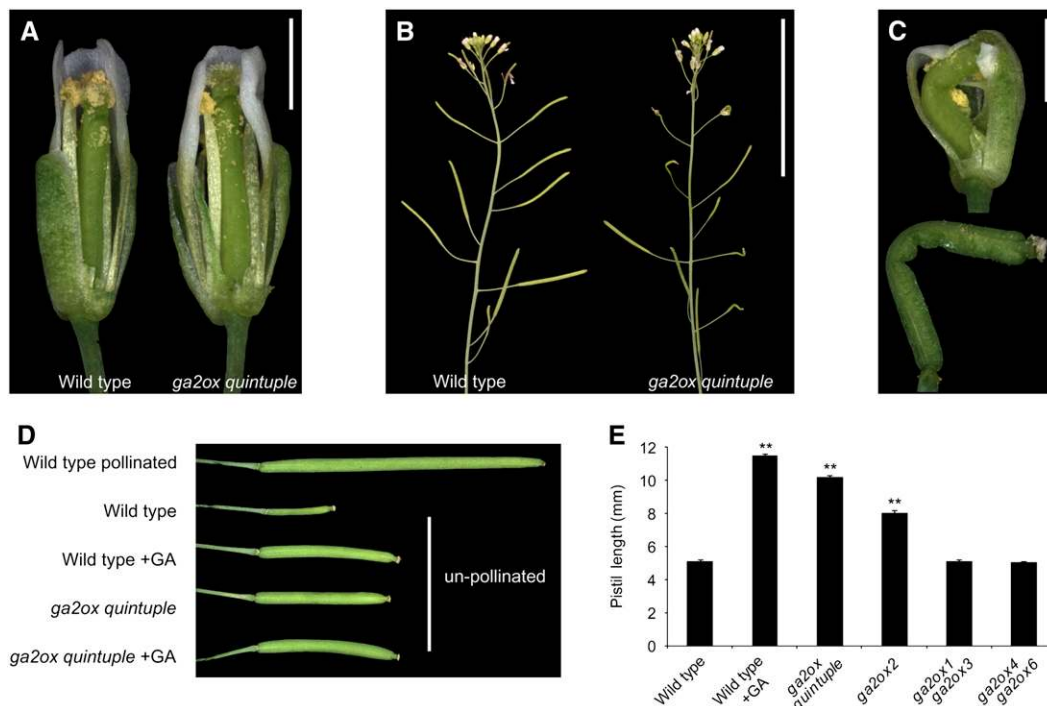 A
Wild type
ga2ox quintuple
B
Wild type
ga2ox quintuple
C
D
Wild type pollinated
Wild type
Wild type +GA
ga2ox quintuple
ga2ox quintuple +GA
un-pollinated
E
Pistil length (mm)
12
10
8
6
4
2
0
**
**
**
Wild type
Wild type
+GA
ga2ox
quintuple
ga2ox2
ga2ox1
ga2ox3
ga2ox4
ga2ox6